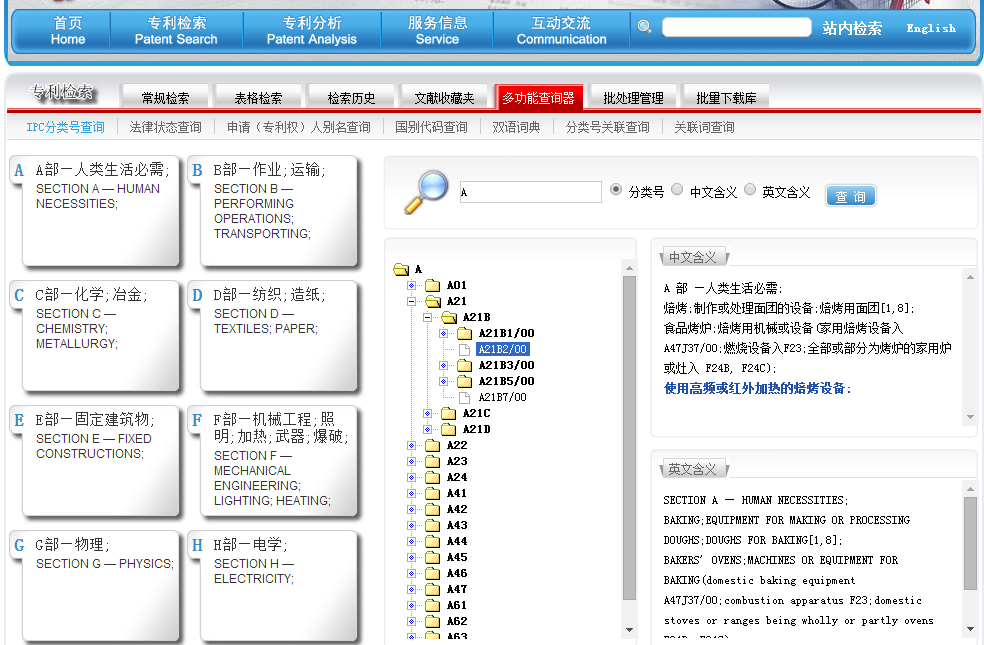 首页 专利检索 专利分析 服务信息 互动交流 站内检索 English
Home Patent Search Patent Analysis Service Communication
专利检索 常规检索 表格检索 检索历史 文献收藏夹 多功能查询器 批处理管理 批量下载库
IPC分类号查询 法律状态查询 申请（专利权）人别名查询 国别代码查询 双语词典 分类号关联查询 关联词查询
A A部—人类生活必需;
SECTION A — HUMAN
NECESSITIES;
B B部—作业;运输;
SECTION B —
PERFORMING
OPERATIONS;
TRANSPORTING;
C C部—化学;冶金;
SECTION C —
CHEMISTRY;
METALLURGY;
D D部—纺织;造纸;
SECTION D —
TEXTILES; PAPER;
E E部—固定建筑物;
SECTION E — FIXED
CONSTRUCTIONS;
F F部—机械工程;照
明;加热;武器;爆破;
SECTION F —
MECHANICAL
ENGINEERING;
LIGHTING; HEATING;
G G部—物理;
SECTION G — PHYSICS;
H H部—电学;
SECTION H —
ELECTRICITY;
A 分类号 中文含义 英文含义 查 询
A
A01
A21
A21B
A21B1/00
A21B2/00
A21B3/00
A21B5/00
A21B7/00
A21C
A21D
A22
A23
A24
A41
A42
A43
A44
A45
A46
A47
A61
A62
A63
中文含义
A 部 —人类生活必需;
焙烤;制作或处理面团的设备;焙烤用面团[1,8];
食品烤炉;焙烤用机械或设备(家用焙烤设备入
A47J37/00;燃烧设备入F23;全部或部分为烤炉的家用炉
或灶入 F24B, F24C);
使用高频或红外加热的焙烤设备;
英文含义
SECTION A — HUMAN NECESSITIES;
BAKING;EQUIPMENT FOR MAKING OR PROCESSING
DOUGHS;DOUGHS FOR BAKING[1,8];
BAKERS' OVENS;MACHINES OR EQUIPMENT FOR
BAKING(domestic baking equipment
A47J37/00;combustion apparatus F23;domestic
stoves or ranges being wholly or partly ovens